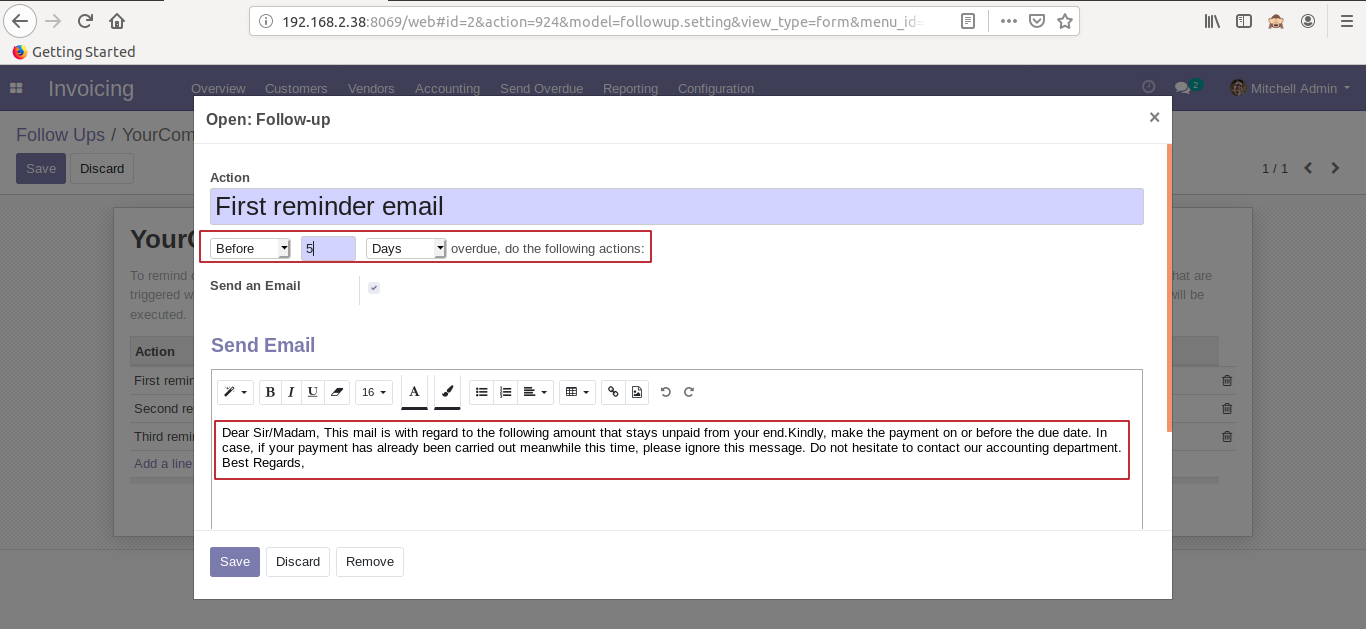 192.168.2.38:8069/web#id=2&action=924&model=followup.setting&view_type=form&menu_id=
Getting Started
Invoicing Overview Customers Vendors Accounting Send Overdue Reporting Configuration 2 Mitchell Admin
Follow Ups / YourCom
Save Discard 1 / 1
Open: Follow-up ×
Action
First reminder email
Before 5 Days overdue, do the following actions:
Send an Email
Send Email
B I U 16 A
Dear Sir/Madam, This mail is with regard to the following amount that stays unpaid from your end.Kindly, make the payment on or before the due date. In
case, if your payment has already been carried out meanwhile this time, please ignore this message. Do not hesitate to contact our accounting department.
Best Regards,
Save Discard Remove
YourC
To remind hat are
triggered w will be
executed.
Action
First remin
Second re
Third remi
Add a line